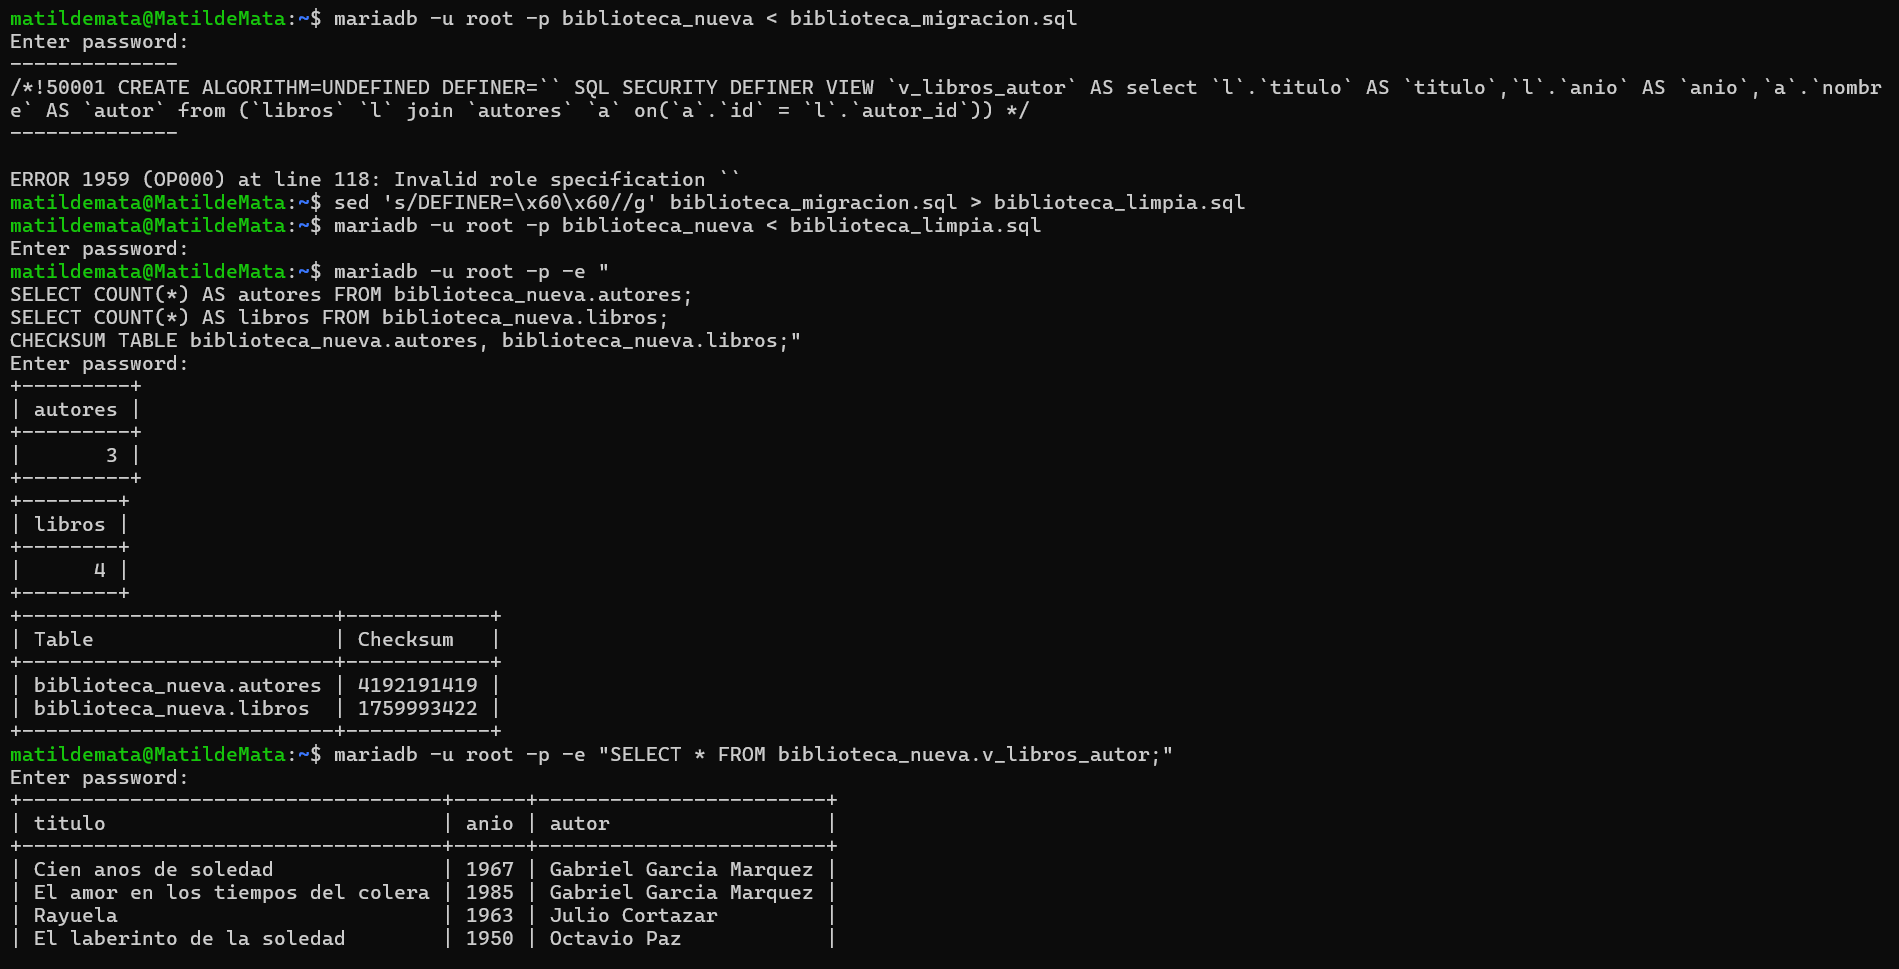 matildemata@MatildeMata:~$ mariadb -u root -p biblioteca_nueva < biblioteca_migracion.sql
Enter password:
--------------
/*!50001 CREATE ALGORITHM=UNDEFINED DEFINER=`` SQL SECURITY DEFINER VIEW `v_libros_autor` AS select `l`.`titulo` AS `titulo`,`l`.`anio` AS `anio`,`a`.`nombr
e` AS `autor` from (`libros` `l` join `autores` `a` on(`a`.`id` = `l`.`autor_id`)) */
--------------
ERROR 1959 (OP000) at line 118: Invalid role specification ``
matildemata@MatildeMata:~$ sed 's/DEFINER=\x60\x60//g' biblioteca_migracion.sql > biblioteca_limpia.sql
matildemata@MatildeMata:~$ mariadb -u root -p biblioteca_nueva < biblioteca_limpia.sql
Enter password:
matildemata@MatildeMata:~$ mariadb -u root -p -e "
SELECT COUNT(*) AS autores FROM biblioteca_nueva.autores;
SELECT COUNT(*) AS libros FROM biblioteca_nueva.libros;
CHECKSUM TABLE biblioteca_nueva.autores, biblioteca_nueva.libros;"
Enter password:
+---------+
| autores |
+---------+
|       3 |
+---------+
+--------+
| libros |
+--------+
|      4 |
+--------+
+--------------------------+------------+
| Table                    | Checksum   |
+--------------------------+------------+
| biblioteca_nueva.autores | 4192191419 |
| biblioteca_nueva.libros  | 1759993422 |
+--------------------------+------------+
matildemata@MatildeMata:~$ mariadb -u root -p -e "SELECT * FROM biblioteca_nueva.v_libros_autor;"
Enter password:
+-----------------------------------+------+------------------------+
| titulo                            | anio | autor                  |
+-----------------------------------+------+------------------------+
| Cien anos de soledad              | 1967 | Gabriel Garcia Marquez |
| El amor en los tiempos del colera | 1985 | Gabriel Garcia Marquez |
| Rayuela                           | 1963 | Julio Cortazar         |
| El laberinto de la soledad        | 1950 | Octavio Paz            |